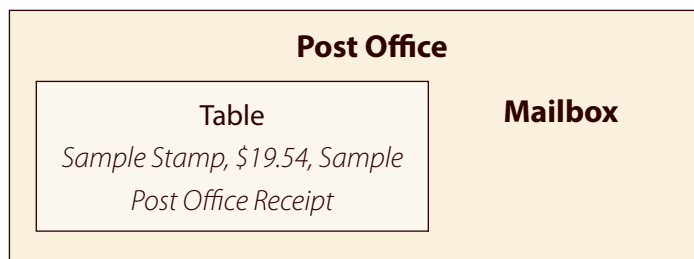 Post Office
Table
Sample Stamp, $19.54, Sample
Post Office Receipt
Mailbox